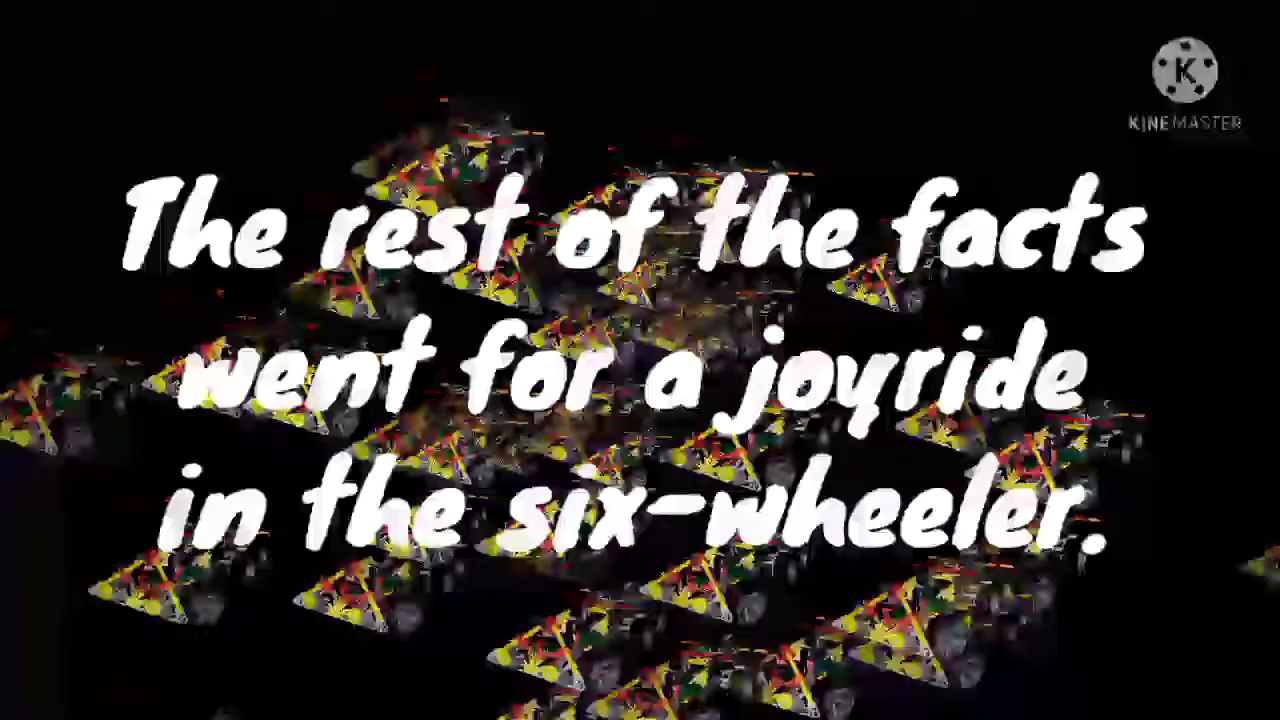 KINEMASTER
The rest of the facts
went for a joyride
in the six-wheeler.